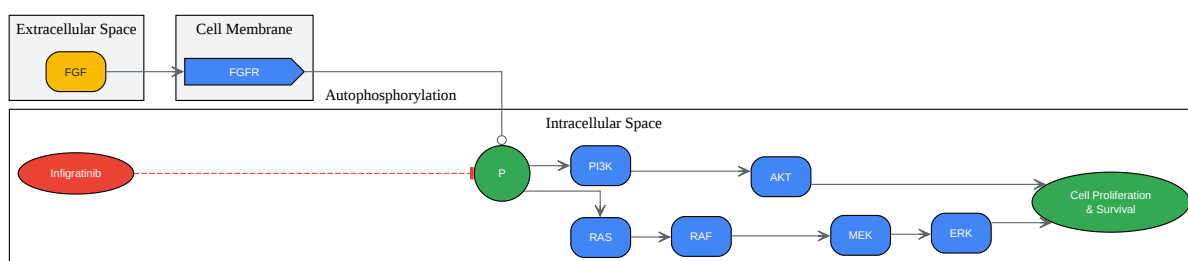 Extracellular Space
Cell Membrane
FGF
FGFR
Autophosphorylation
Intracellular Space
Infigratinib
P
PI3K
AKT
Cell Proliferation
& Survival
RAS
RAF
MEK
ERK